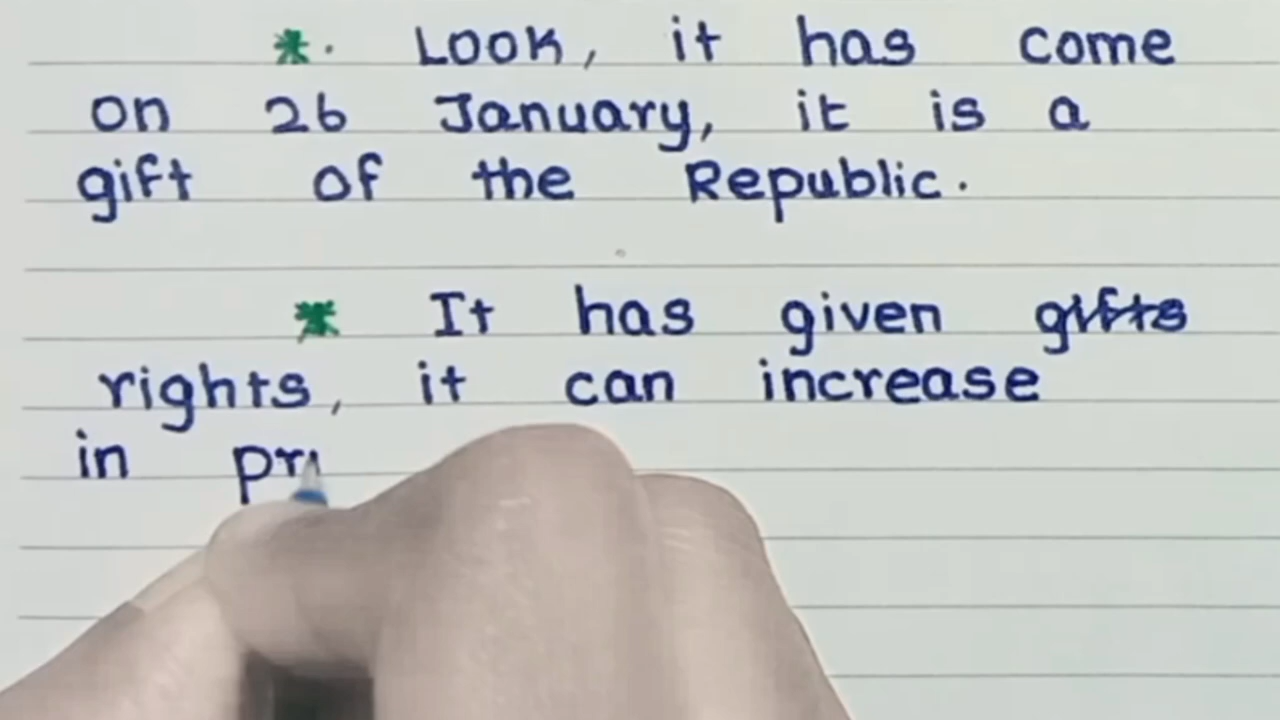 *. Look, it has come
on 26 January, it is a
gift of the Republic.
* It has given gifts
rights, it can increase
in pr